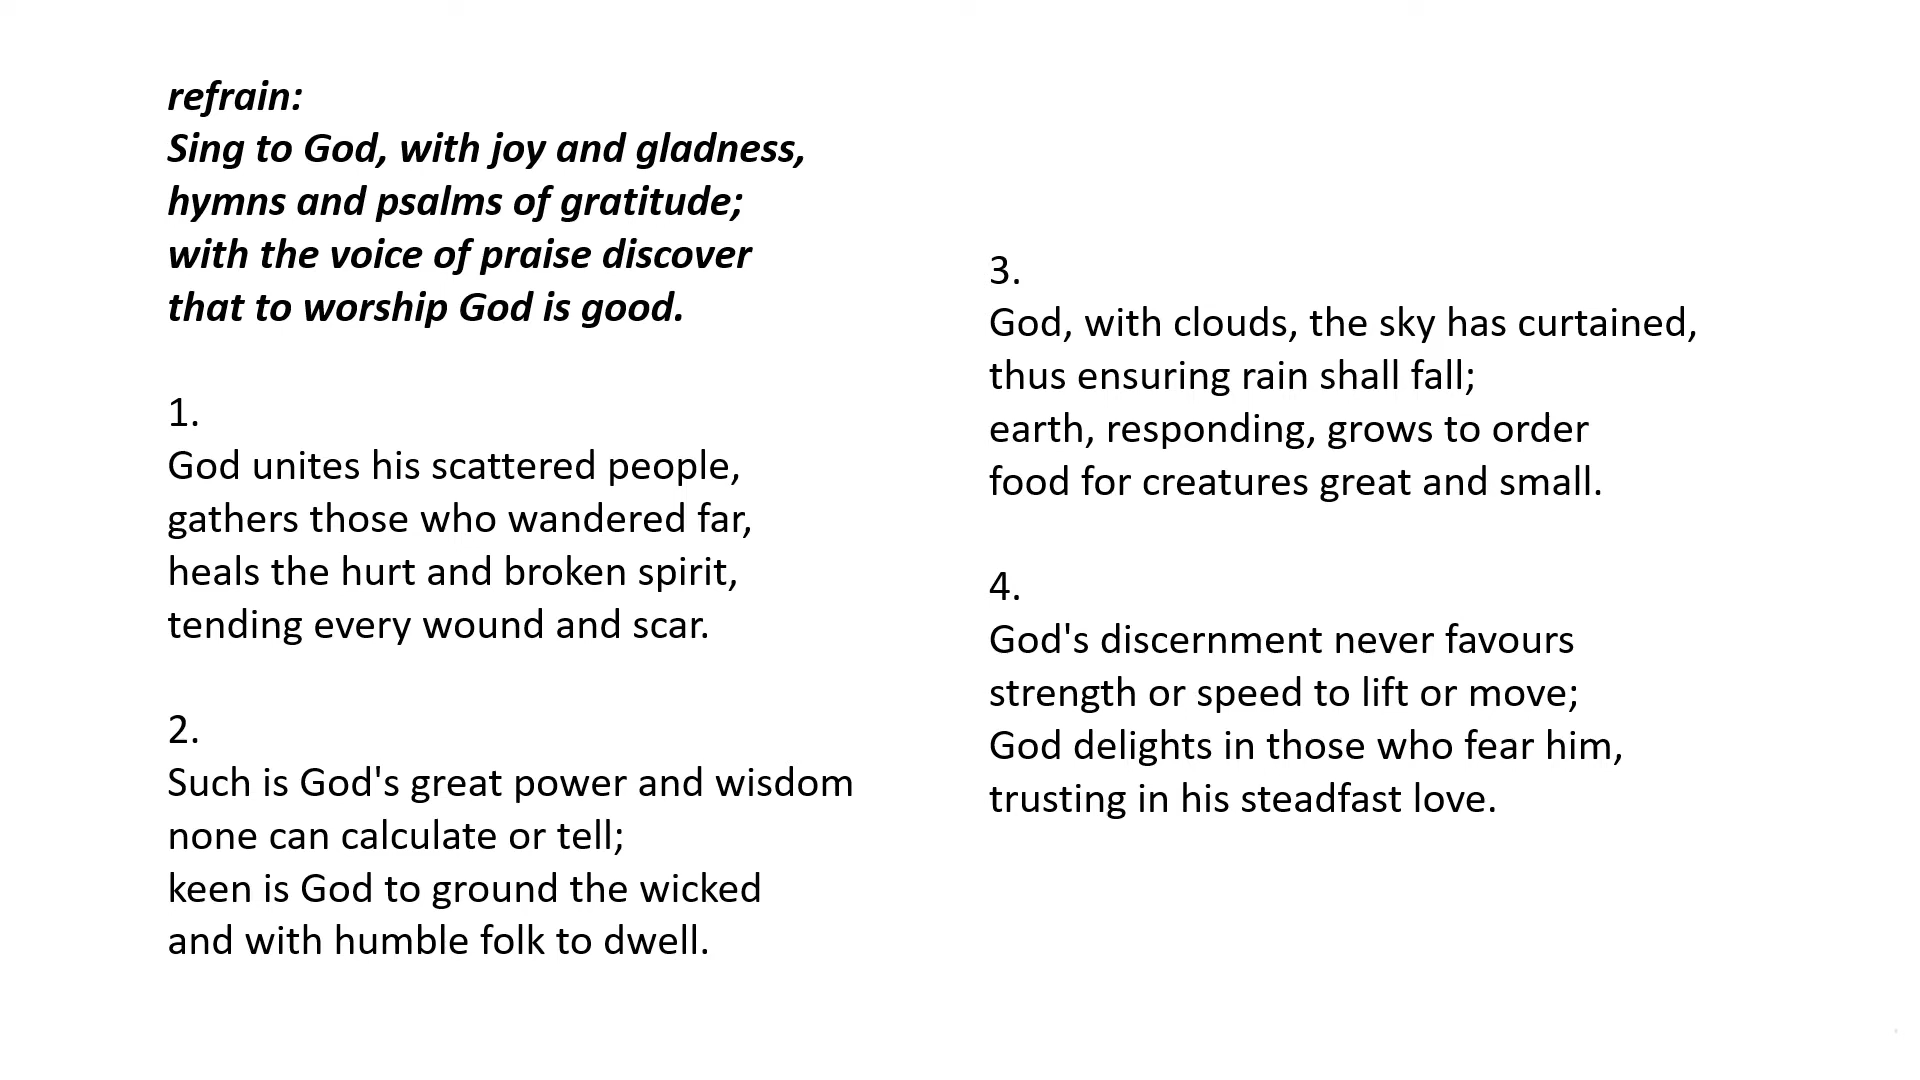 refrain:
Sing to God, with joy and gladness,
hymns and psalms of gratitude;
with the voice of praise discover
that to worship God is good.
1.
God unites his scattered people,
gathers those who wandered far,
heals the hurt and broken spirit,
tending every wound and scar.
2.
Such is God's great power and wisdom
none can calculate or tell;
keen is God to ground the wicked
and with humble folk to dwell.
3.
God, with clouds, the sky has curtained,
thus ensuring rain shall fall;
earth, responding, grows to order
food for creatures great and small.
4.
God's discernment never favours
strength or speed to lift or move;
God delights in those who fear him,
trusting in his steadfast love.